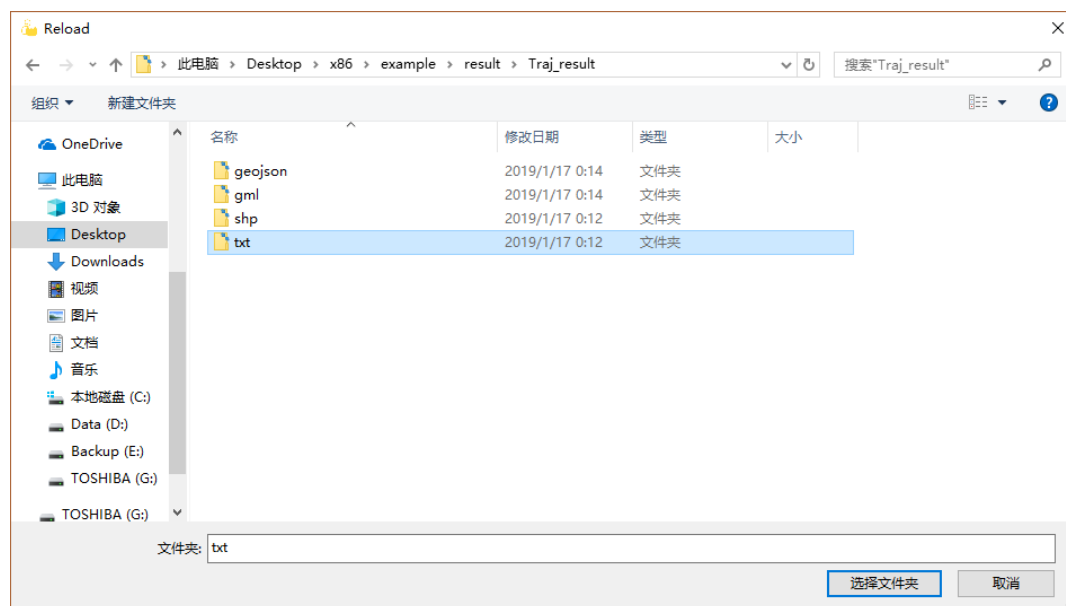 Reload
此电脑 > Desktop > x86 > example > result > Traj_result
搜索"Traj_result"
组织 新建文件夹
名称 修改日期 类型 大小
OneDrive
此电脑
3D 对象
Desktop
Downloads
视频
图片
文档
音乐
本地磁盘 (C:)
Data (D:)
Backup (E:)
TOSHIBA (G:)
TOSHIBA (G:)
geojson 2019/1/17 0:14 文件夹
gml 2019/1/17 0:14 文件夹
shp 2019/1/17 0:12 文件夹
txt 2019/1/17 0:12 文件夹
文件夹: txt
选择文件夹 取消